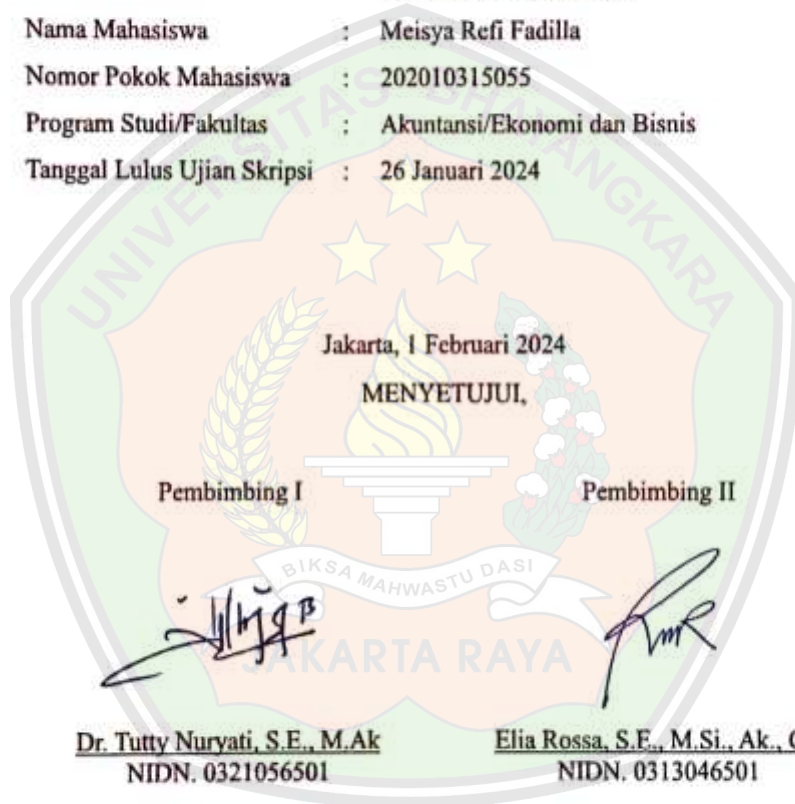 Nama Mahasiswa : Meisya Refi Fadilla
Nomor Pokok Mahasiswa : 202010315055
Program Studi/Fakultas : Akuntansi/Ekonomi dan Bisnis
Tanggal Lulus Ujian Skripsi : 26 Januari 2024
UNIVERSITAS BHAYANGKARA
Jakarta, 1 Februari 2024
MENYETUJUI,
Pembimbing I Pembimbing II
BIKSA MAHWASTU DASI
JAKARTA RAYA
Dr. Tutty Nuryati, S.E., M.Ak Elia Rossa, S.E., M.Si., Ak.,
NIDN. 0321056501 NIDN. 0313046501